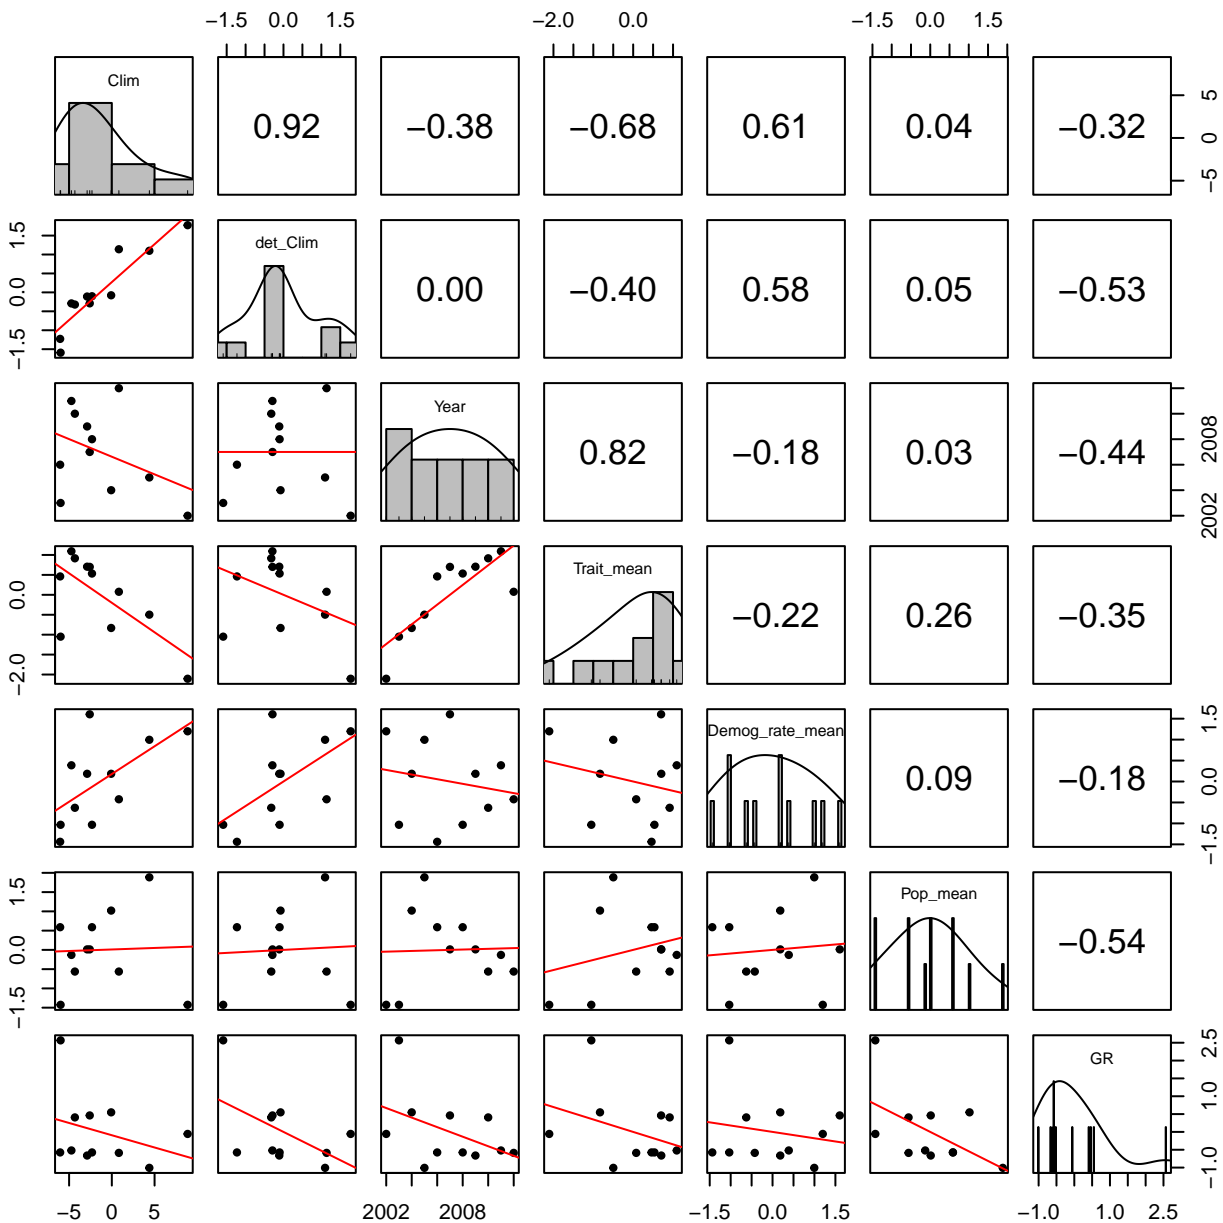 −1.5 0.0 1.5 −2.0 0.0 −1.5 0.0 1.5
Clim 0.92 −0.38 −0.68 0.61 0.04 −0.32 −5 0 5
−1.5 0.0 1.5 det_Clim 0.00 −0.40 0.58 0.05 −0.53
Year 0.82 −0.18 0.03 −0.44 2002 2008
−2.0 0.0 Trait_mean −0.22 0.26 −0.35
Demog_rate_mean 0.09 −0.18 −1.5 0.0 1.5
−1.5 0.0 1.5 Pop_mean −0.54
GR −1.0 1.0 2.5
−5 0 5 2002 2008 −1.5 0.0 1.5 −1.0 1.0 2.5